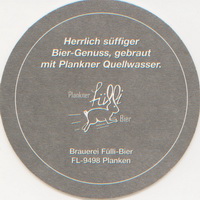 Herrlich süffiger
Bier-Genuss, gebraut
mit Plankner Quellwasser.
Plankner
Fülli
Bier
Brauerei Fülli-Bier
FL-9498 Planken